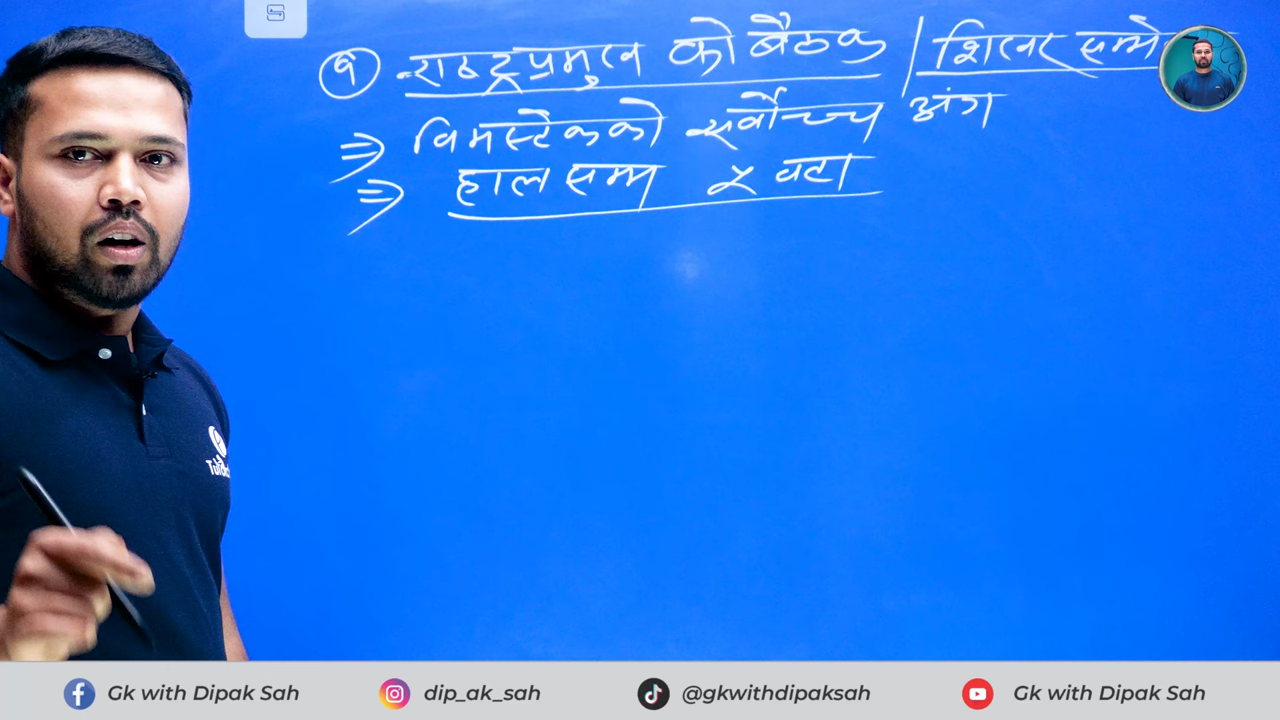 १ राष्ट्रप्रमुख को बैठक / शिखर सम्मे
⇒ विमस्टेकको सर्वोच्च अंग
⇒ हाल सम्म ५ वटा
Gk with Dipak Sah
dip_ak_sah
@gkwithdipaksah
Gk with Dipak Sah